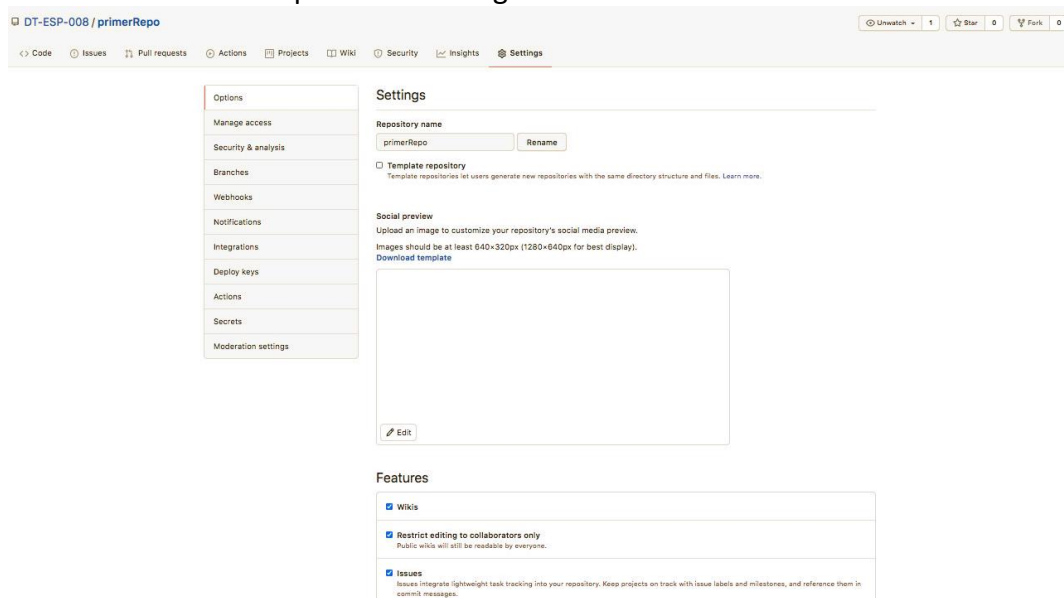 DT-ESP-008 / primerRepo
Unwatch 1 Star 0 Fork 0
Code Issues Pull requests Actions Projects Wiki Security Insights Settings
Options
Manage access
Security & analysis
Branches
Webhooks
Notifications
Integrations
Deploy keys
Actions
Secrets
Moderation settings
Settings
Repository name
primerRepo Rename
Template repository
Template repositories let users generate new repositories with the same directory structure and files. Learn more.
Social preview
Upload an image to customize your repository's social media preview.
Images should be at least 640×320px (1280×640px for best display).
Download template
Edit
Features
Wikis
Restrict editing to collaborators only
Public wikis will still be readable by everyone.
Issues
Issues integrate lightweight task tracking into your repository. Keep projects on track with issue labels and milestones, and reference them in
commit messages.